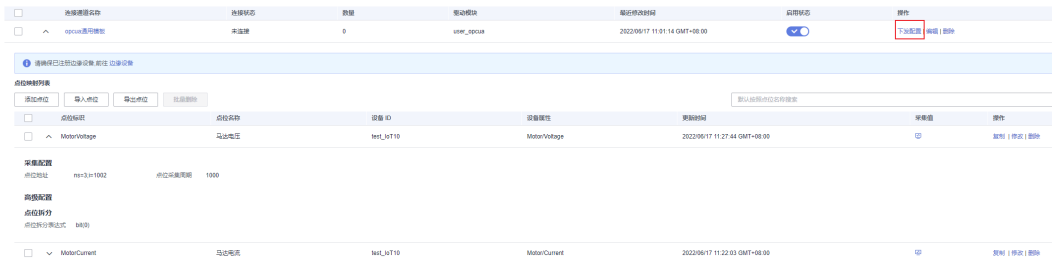 连接通道名称 连接状态 数量 驱动模块 最近修改时间 启用状态 操作
opcua通用模板 未连接 0 user_opcua 2022/06/17 11:01:14 GMT+08:00 下发配置 | 编辑 | 删除
请确保已注册边缘设备,前往 边缘设备
点位映射列表
添加点位 导入点位 导出点位 批量删除 默认按照点位名称搜索
点位标识 点位名称 设备 ID 设备属性 更新时间 采集值 操作
MotorVoltage 马达电压 test_IoT10 Motor/Voltage 2022/06/17 11:27:44 GMT+08:00 复制 | 修改 | 删除
采集配置
点位地址 ns=3;i=1002 点位采集周期 1000
高级配置
点位拆分
点位拆分表达式 bit(0)
MotorCurrent 马达电流 test_IoT10 Motor/Current 2022/06/17 11:22:03 GMT+08:00 复制 | 修改 | 删除